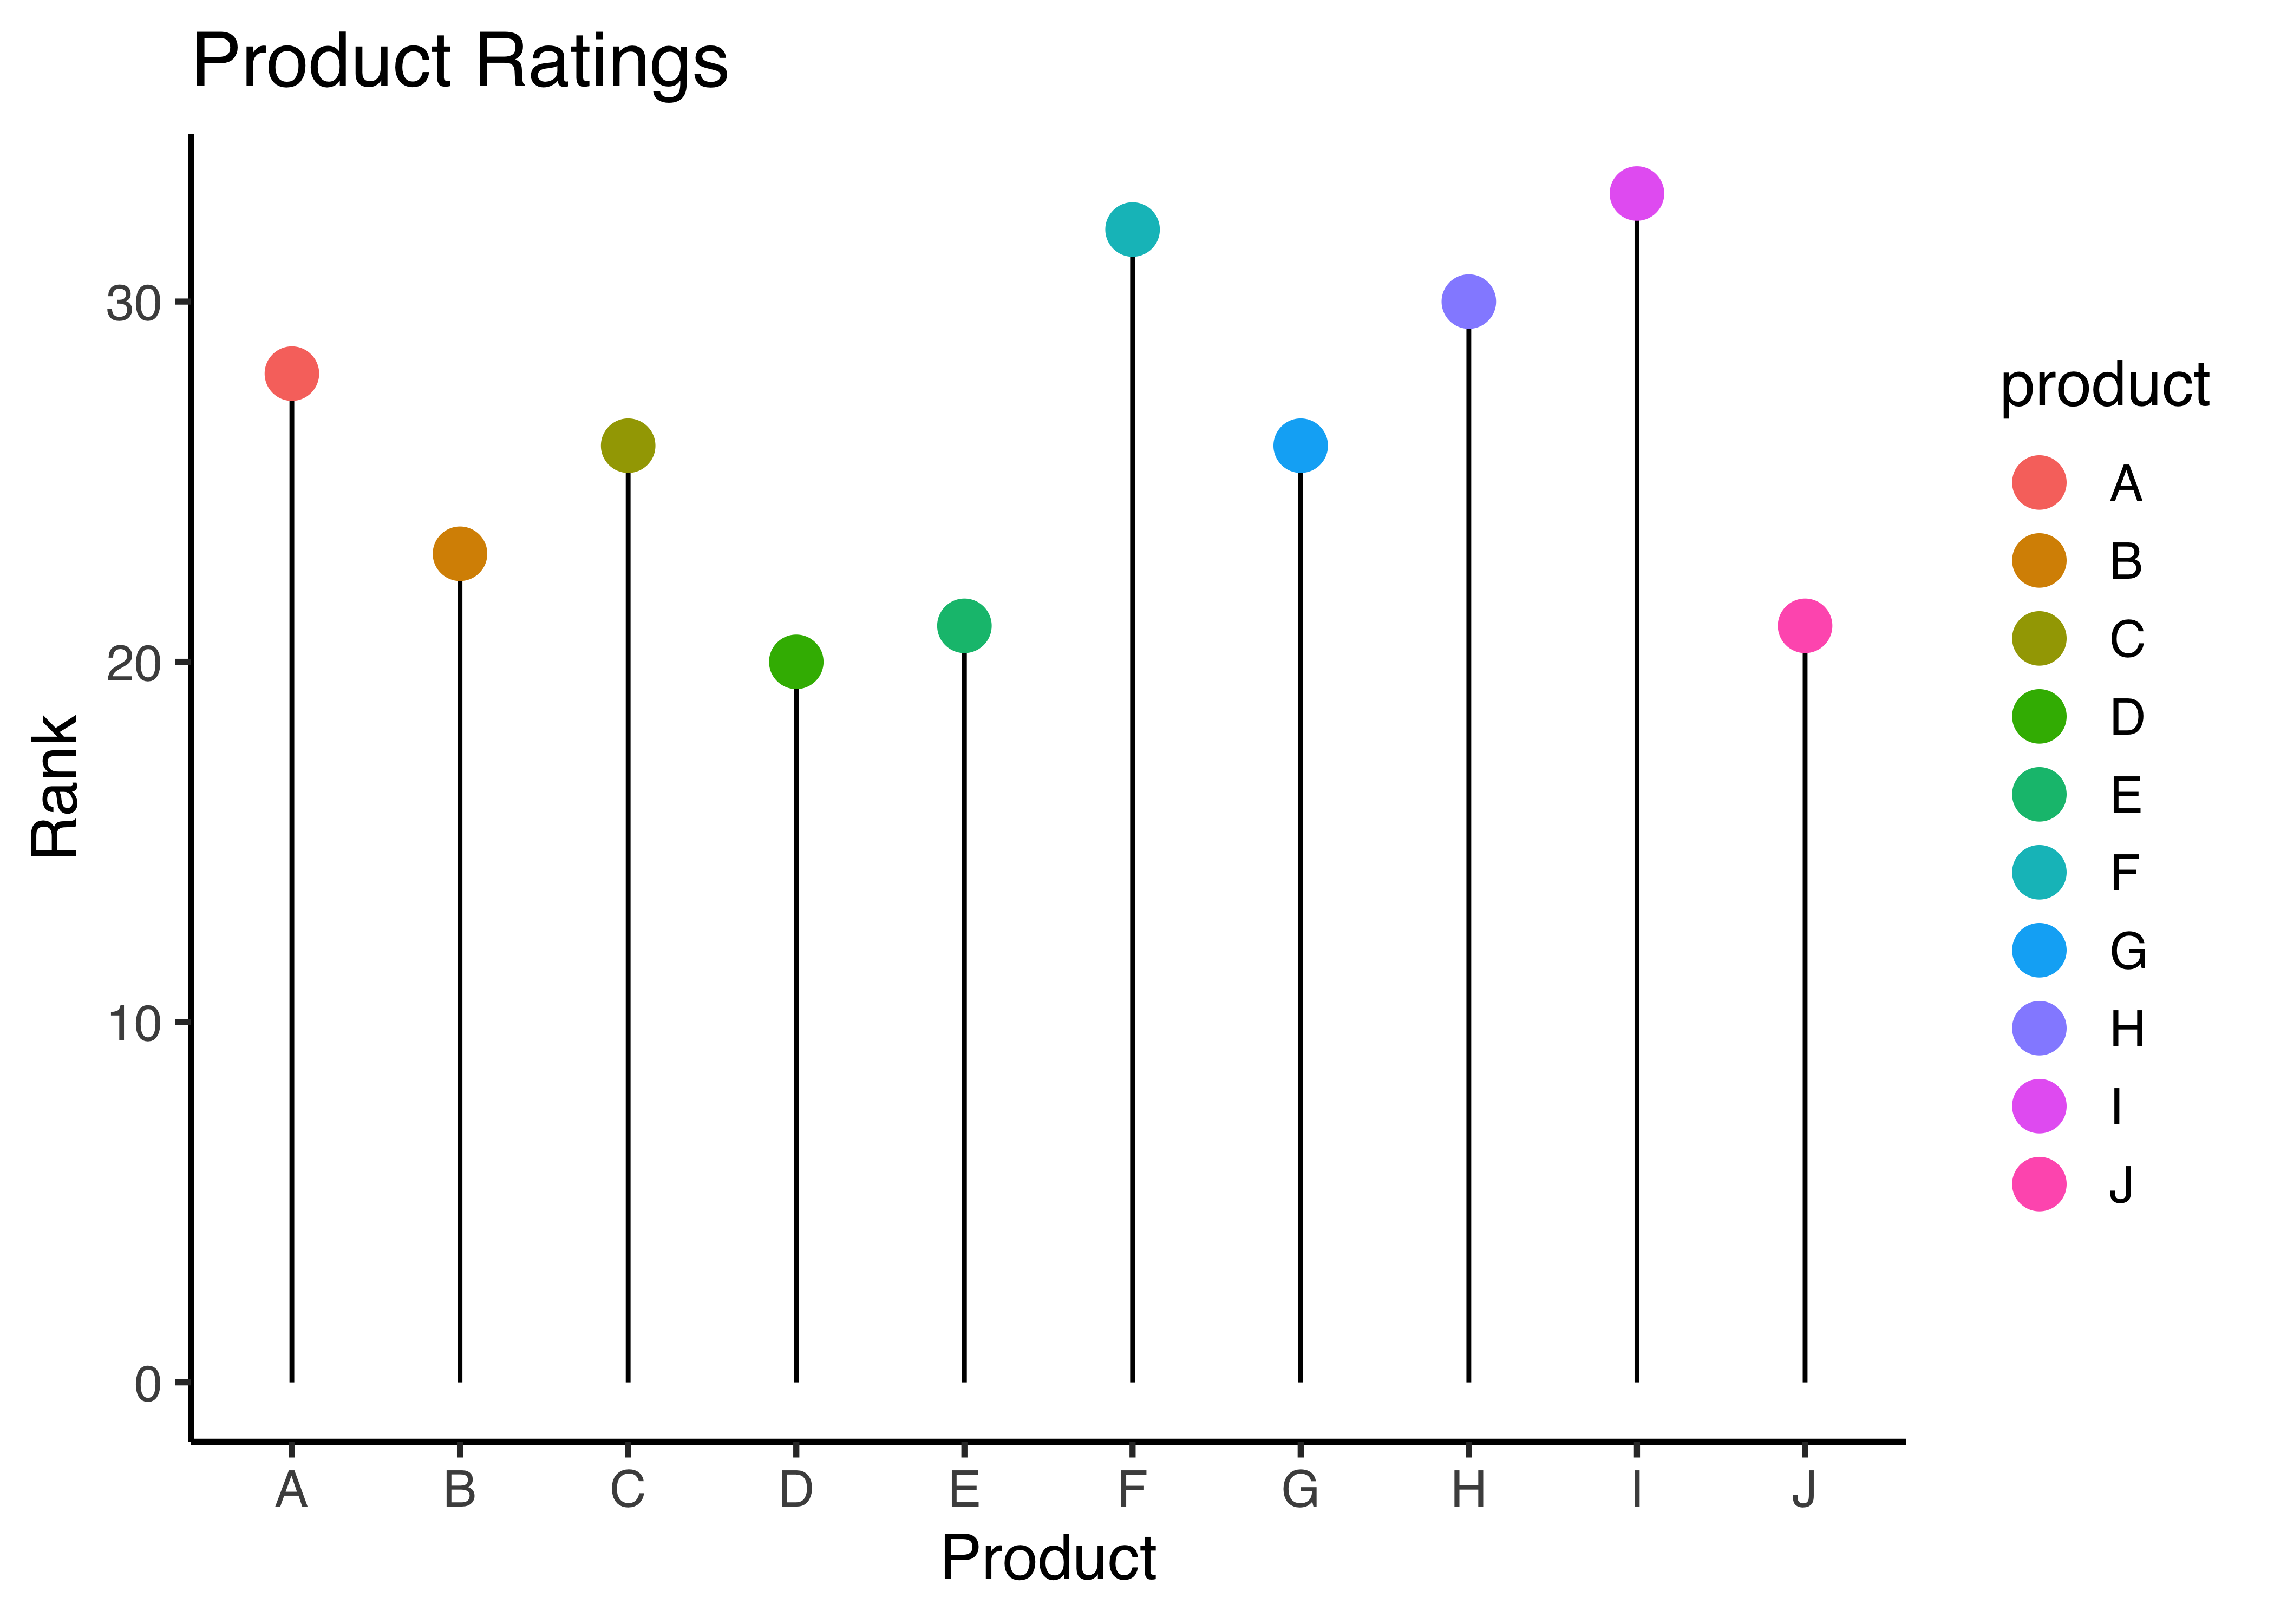 Product Ratings
Rank
30
20
10
0
A B C D E F G H I J
Product
product
A
B
C
D
E
F
G
H
I
J